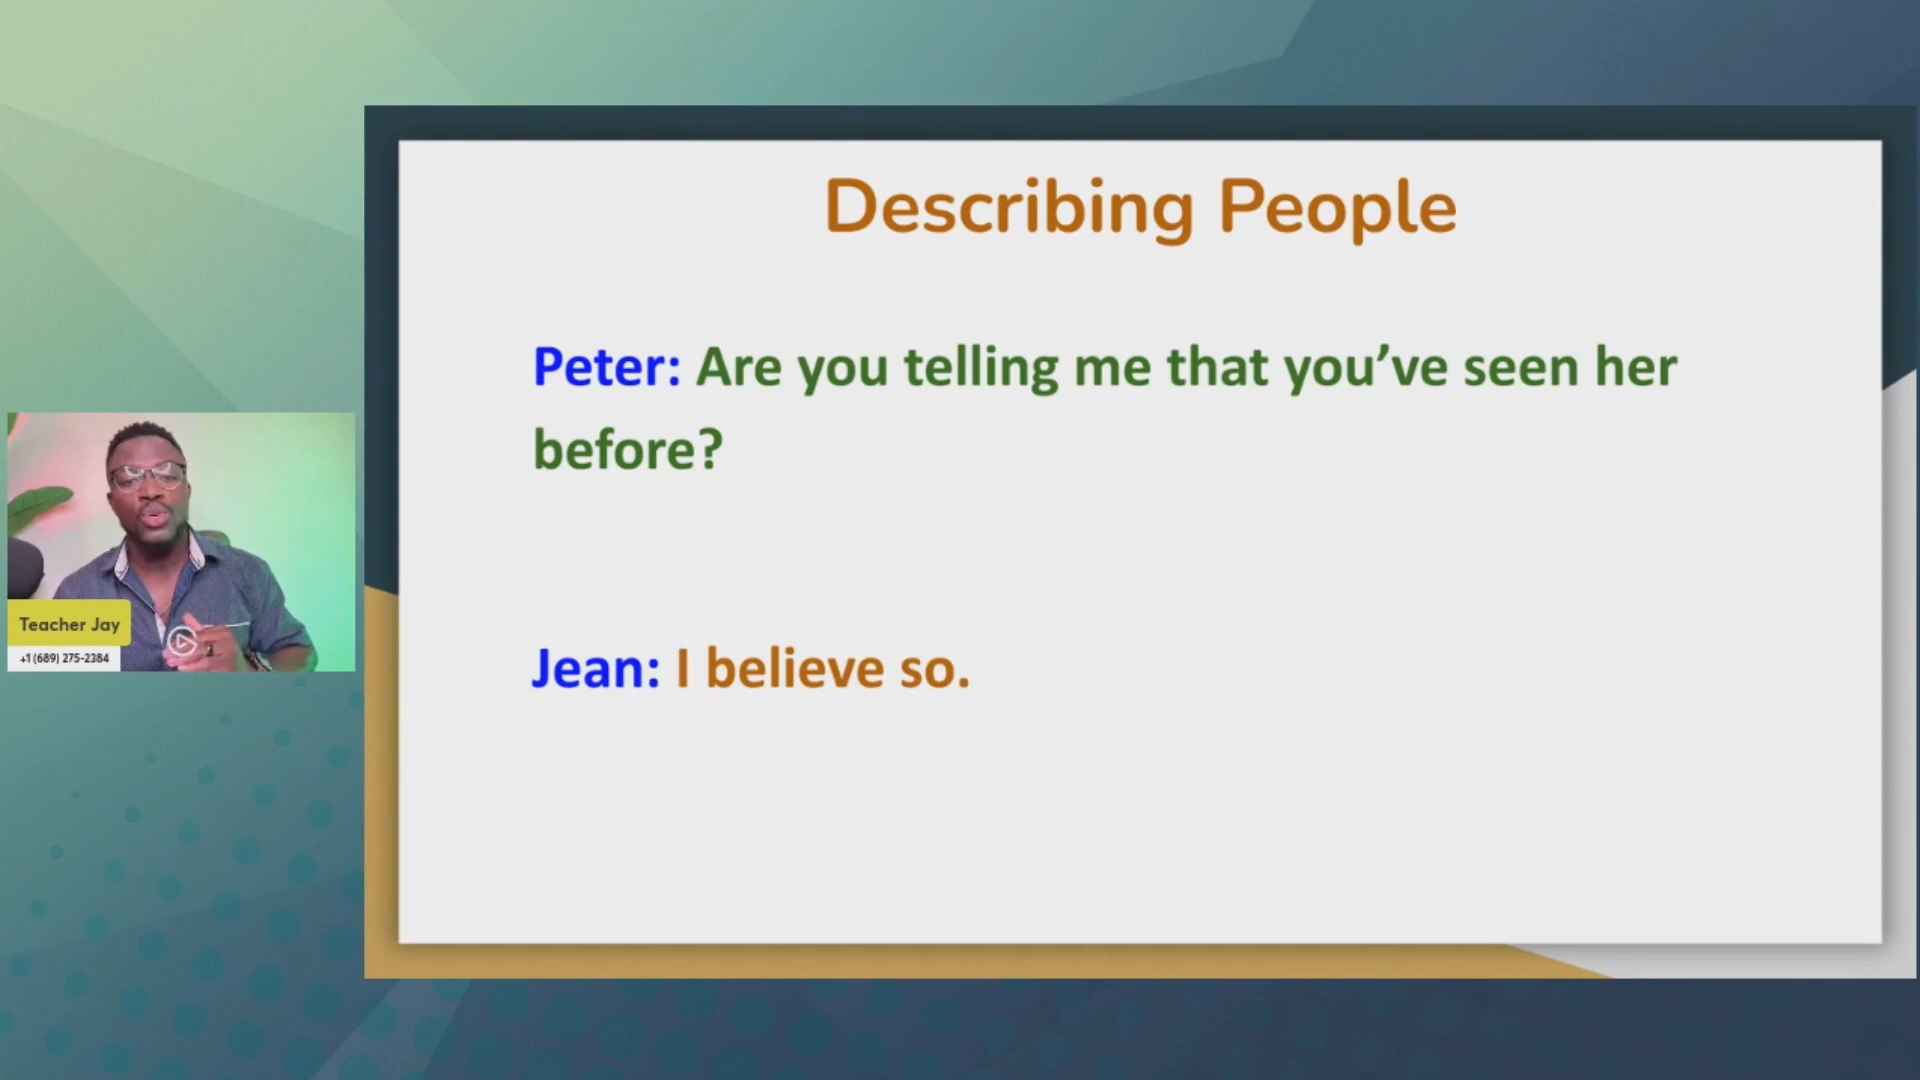 Describing People
Peter: Are you telling me that you’ve seen her
before?
Jean: I believe so.
Teacher Jay
+1 (689) 275-2384